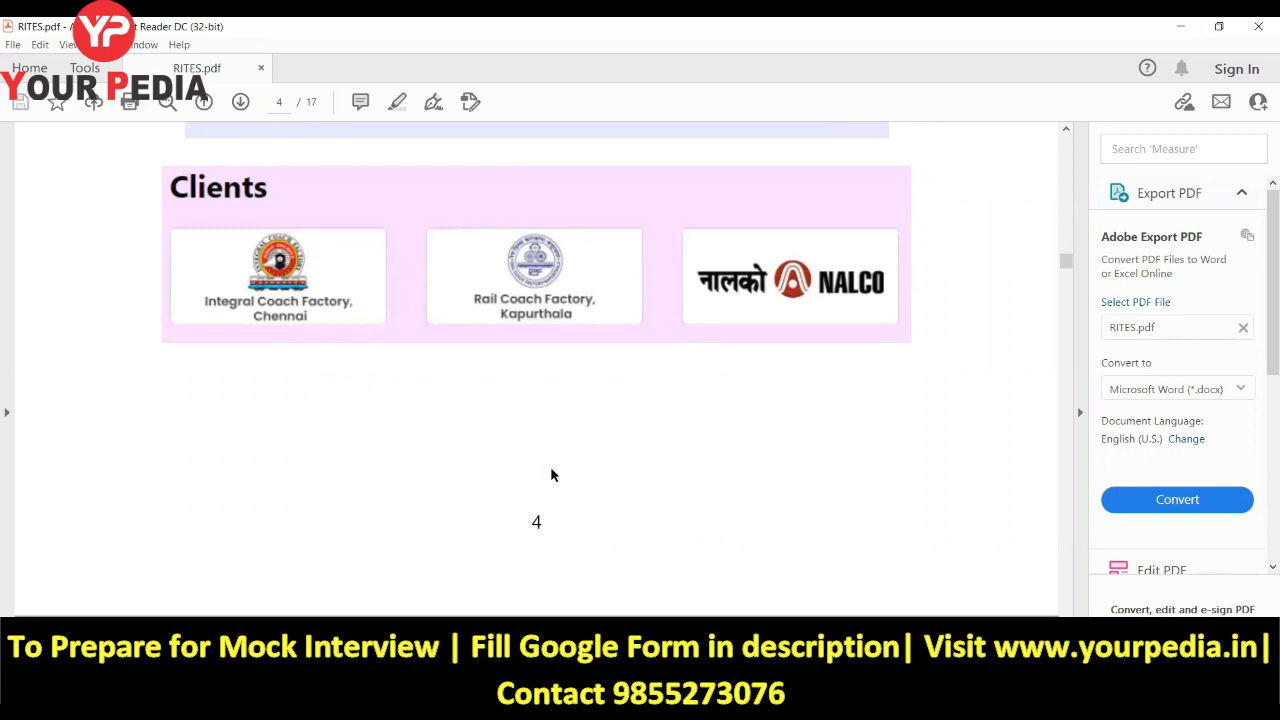 RITES.pdf - A
t Reader DC (32-bit)
YP
File Edit Vie
indow Help
Home Tools RITES.pdf
Sign In
YOUR PEDIA
4 / 17
Search 'Measure'
Clients
Export PDF
Adobe Export PDF
Convert PDF Files to Word
or Excel Online
Select PDF File
RITES.pdf
Convert to
Microsoft Word (*.docx)
Document Language:
English (U.S.) Change
Convert
Edit PDF
Convert, edit and e-sign PDF
INTEGRAL COACH FACTORY
Integral Coach Factory,
Chennai
Rail Coach Factory,
Kapurthala
नालको NALCO
4
To Prepare for Mock Interview | Fill Google Form in description| Visit www.yourpedia.in|
Contact 9855273076